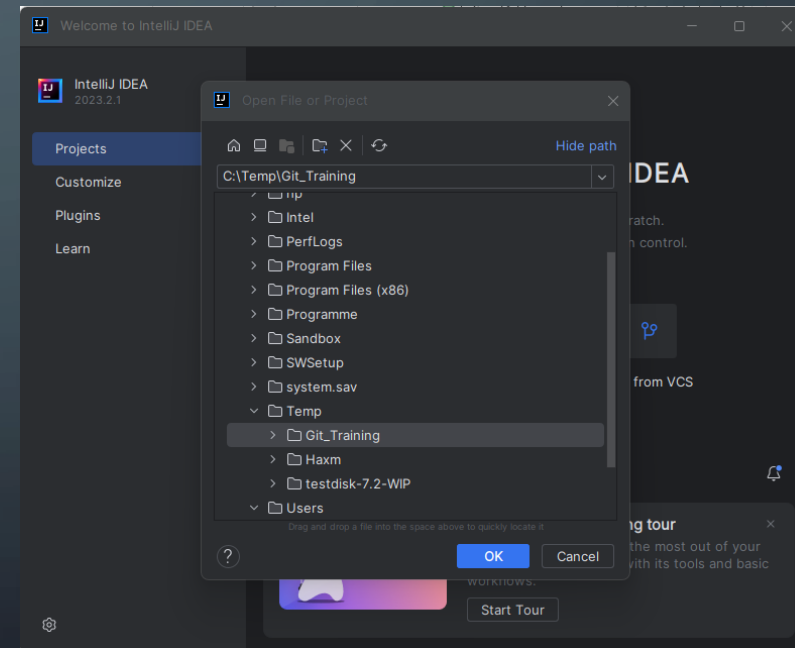 Welcome to IntelliJ IDEA
IntelliJ IDEA
2023.2.1
Projects
Customize
Plugins
Learn
Open File or Project
Hide path
C:\Temp\Git_Training
hp
Intel
PerfLogs
Program Files
Program Files (x86)
Programme
Sandbox
SWSetup
system.sav
Temp
Git_Training
Haxm
testdisk-7.2-WIP
Users
Drag and drop a file into the space above to quickly locate it
?
OK
Cancel
IDEA
ratch.
n control.
from VCS
ng tour
the most out of your
with its tools and basic
workflows.
Start Tour